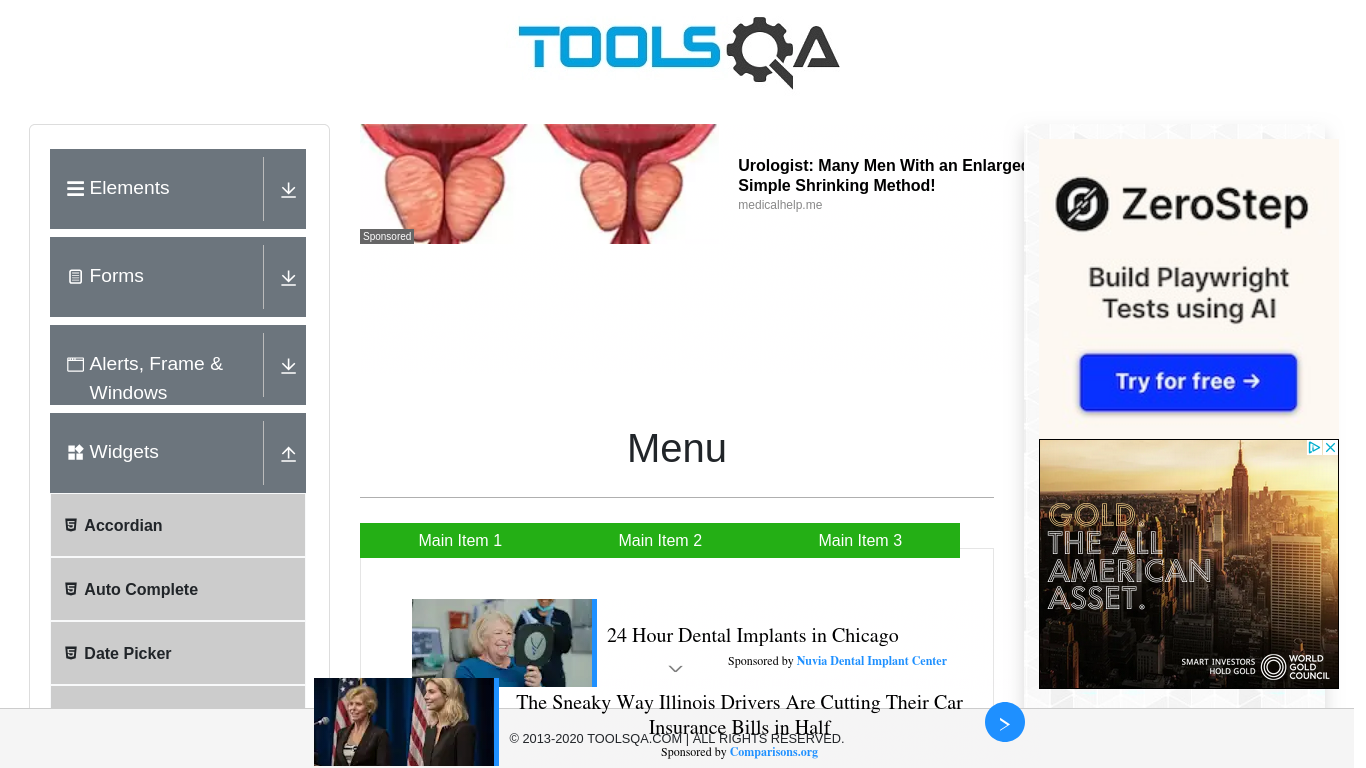 TOOLSQA
Elements
Forms
Alerts, Frame &
Windows
Widgets
Accordian
Auto Complete
Date Picker
Sponsored
Urologist: Many Men With an Enlarged
Simple Shrinking Method!
medicalhelp.me
Menu
Main Item 1
Main Item 2
Main Item 3
24 Hour Dental Implants in Chicago
Sponsored by Nuvia Dental Implant Center
The Sneaky Way Illinois Drivers Are Cutting Their Car
Insurance Bills in Half
Sponsored by Comparisons.org
© 2013-2020 TOOLSQA.COM | ALL RIGHTS RESERVED.
ZeroStep
Build Playwright
Tests using AI
Try for free →
GOLD.
THE ALL
AMERICAN
ASSET.
SMART INVESTORS
HOLD GOLD
WORLD
GOLD
COUNCIL